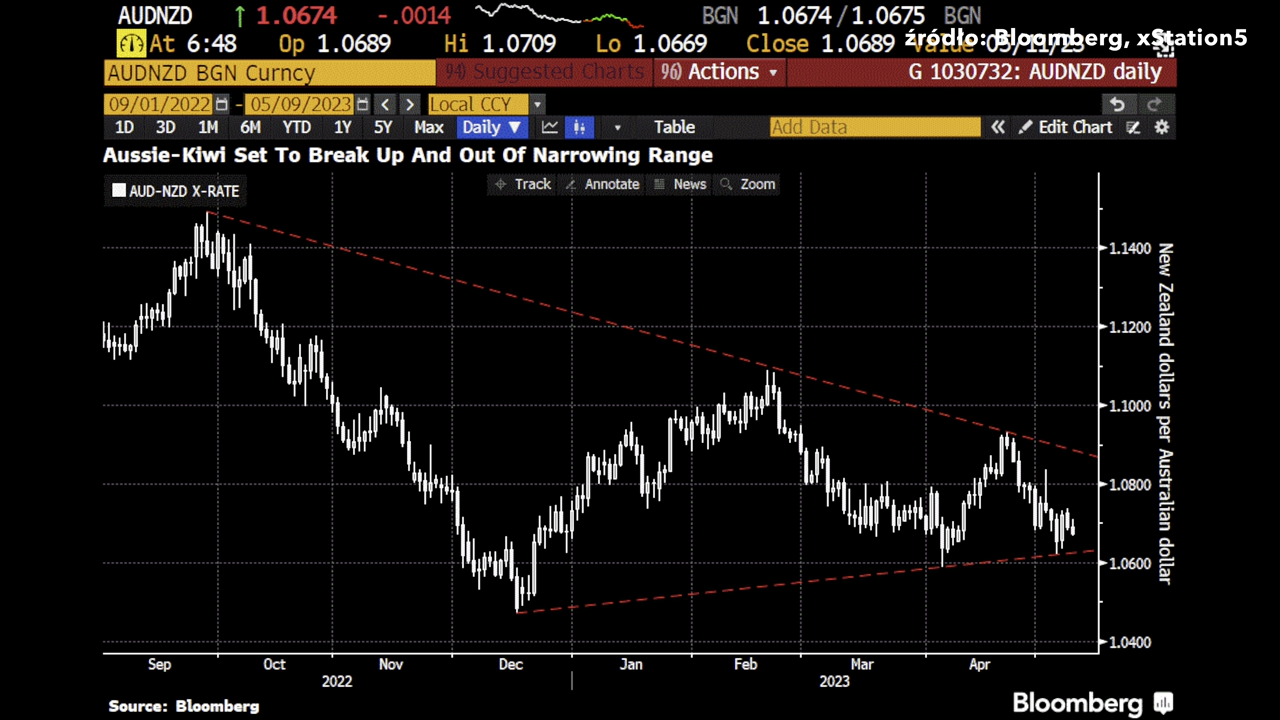 AUDNZD ↑ 1.0674 -.0014 BGN 1.0674/1.0675 BGN
At 6:48 Op 1.0689 Hi 1.0709 Lo 1.0669 Close 1.0689 Value 05/11/23
źródło: Bloomberg, xStation5
AUDNZD BGN Curncy 94) Suggested Charts 96) Actions G 1030732: AUDNZD daily
09/01/2022 - 05/09/2023 Local CCY
1D 3D 1M 6M YTD 1Y 5Y Max Daily ▼ Table Add Data « Edit Chart
Aussie-Kiwi Set To Break Up And Out Of Narrowing Range
Track Annotate News Zoom
AUD-NZD X-RATE
1.1400
1.1200
1.1000
1.0800
1.0600
1.0400
New Zealand dollars per Australian dollar
Sep Oct Nov Dec Jan Feb Mar Apr
2022 2023
Source: Bloomberg
Bloomberg